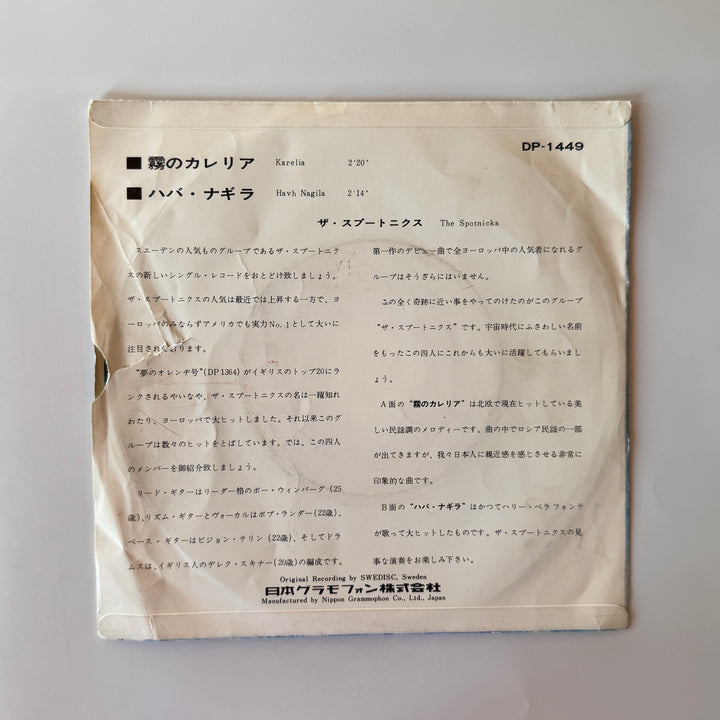 DP-1449
■ 霧のカレリア Karelia 2'20"
■ ハバ・ナギラ Havh Nagila 2'14"
ザ・スプートニクス The Spotnicks
スエーデンの人気ものグループであるザ・スプートニク
スの新しいシングル・レコードをおとどけ致しましょう。
ザ・スプートニクスの人気は最近では上昇する一方で、ヨ
ーロッパのみならずアメリカでも実力No.1として大いに
注目されております。
"夢のオレンヂ号"(DP 1364)がイギリスのトップ20にラ
ンクされるやいなや、ザ・スプートニクスの名は一躍知れ
わたり、ヨーロッパで大ヒットしました。それ以来このグ
ループは数々のヒットをとばしています。では、この四人
のメンバーを御紹介致しましょう。
リード・ギターはリーダー格のボー・ウィンバーグ(25
歳)、リズム・ギターとヴォーカルはボブ・ランダー(22歳)、
ベース・ギターはビジョン・テリン(22歳)、そしてドラ
ムスは、イギリス人のデレク・スキナー(20歳)の編成です。
第一作のデビュー曲で全ヨーロッパ中の人気者になれるグ
ループはそうざらにはいません。
この全く奇跡に近い事をやってのけたのがこのグループ
"ザ・スプートニクス"です。宇宙時代にふさわしい名前
をもったこの四人にこれからも大いに活躍してもらいまし
ょう。
A面の"霧のカレリア"は北欧で現在ヒットしている美
しい民謡調のメロディーです。曲の中でロシア民謡の一部
が出てきますが、我々日本人に親近感を感じさせる非常に
印象的な曲です。
B面の"ハバ・ナギラ"はかつてハリー・ベラフォンテ
が歌って大ヒットしたものです。ザ・スプートニクスの見
事な演奏をお楽しみ下さい。
Original Recording by SWEDISC, Sweden
日本グラモフォン株式会社
Manufactured by Nippon Grammophon Co., Ltd., Japan